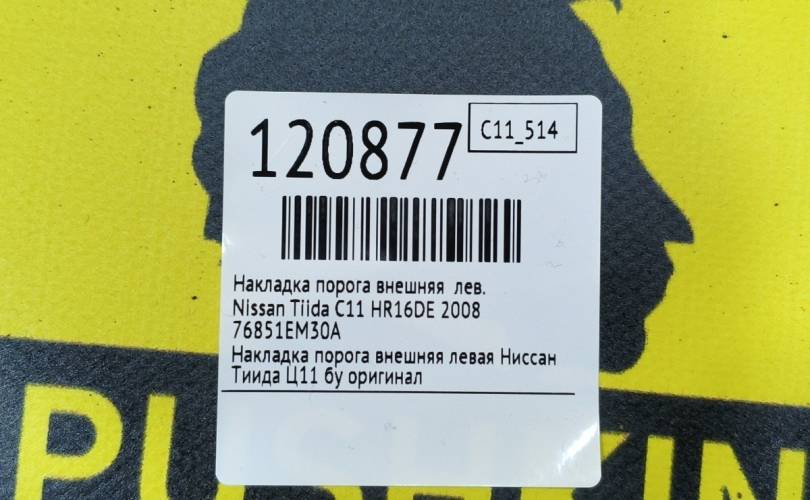 120877
C11_514
Накладка порога внешняя лев.
Nissan Tiida C11 HR16DE 2008
76851EM30A
Накладка порога внешняя левая Ниссан
Тиида Ц11 бу оригинал
PUSHKIN